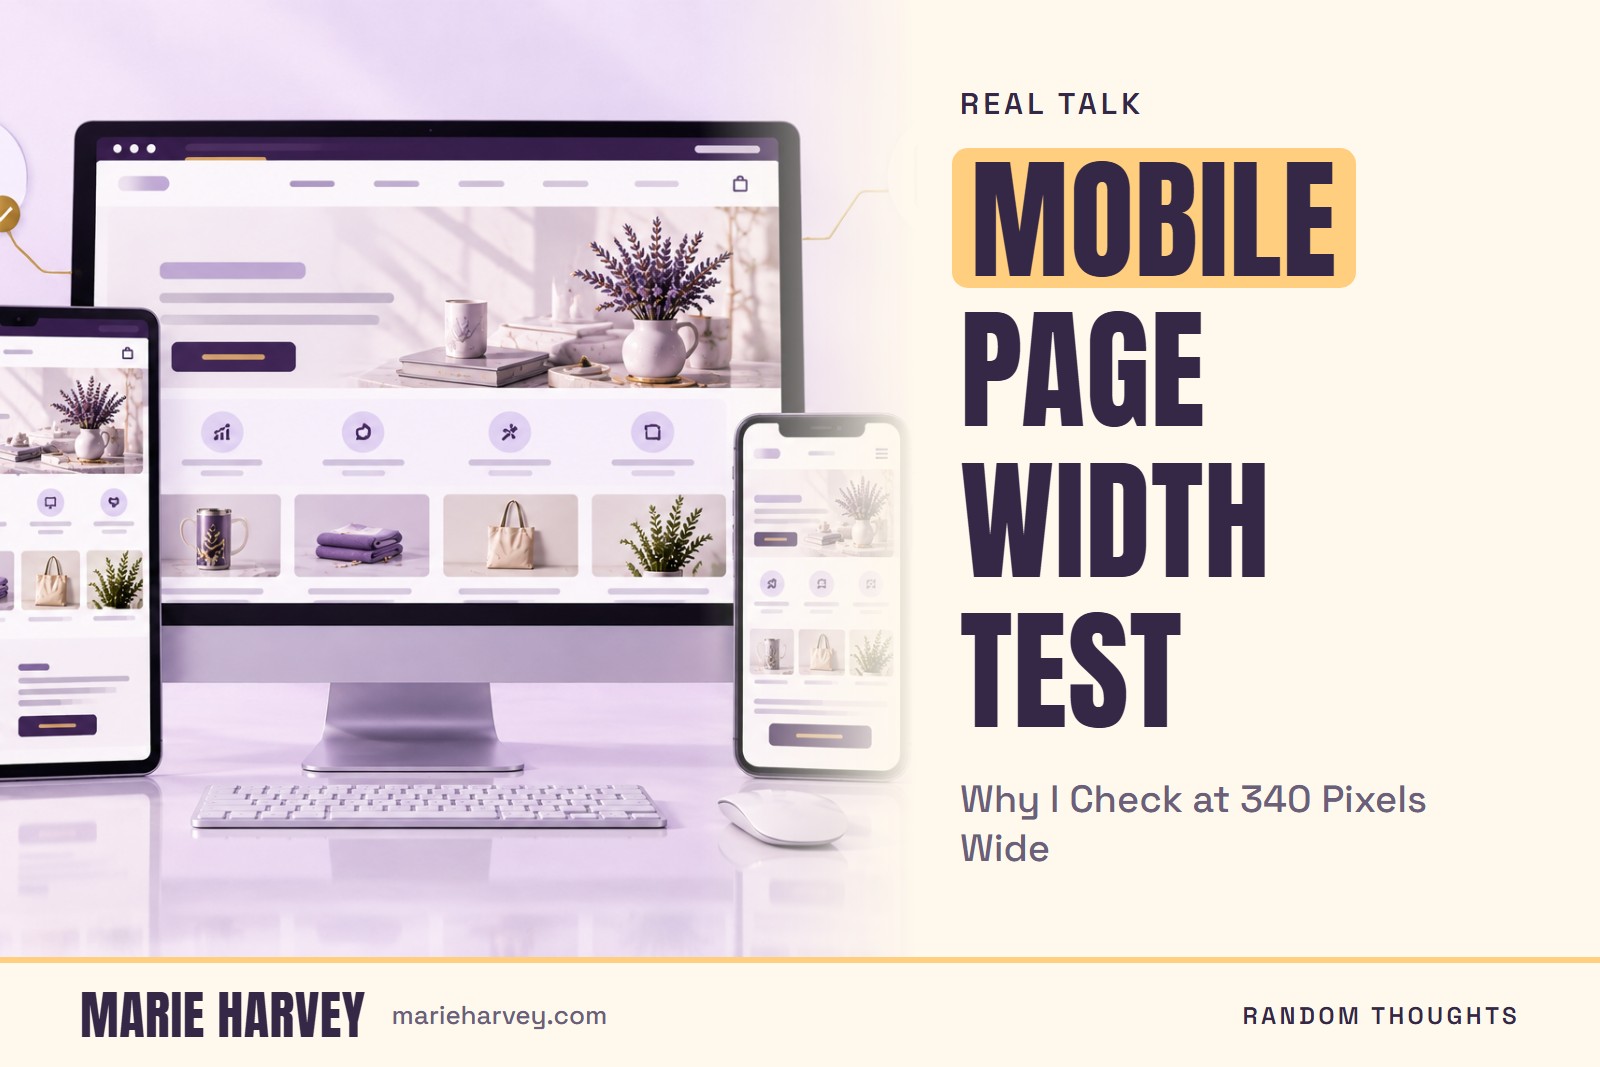 REAL TALK
MOBILE
PAGE
WIDTH
TEST
Why I Check at 340 Pixels
Wide
MARIE HARVEY
marieharvey.com
RANDOM THOUGHTS